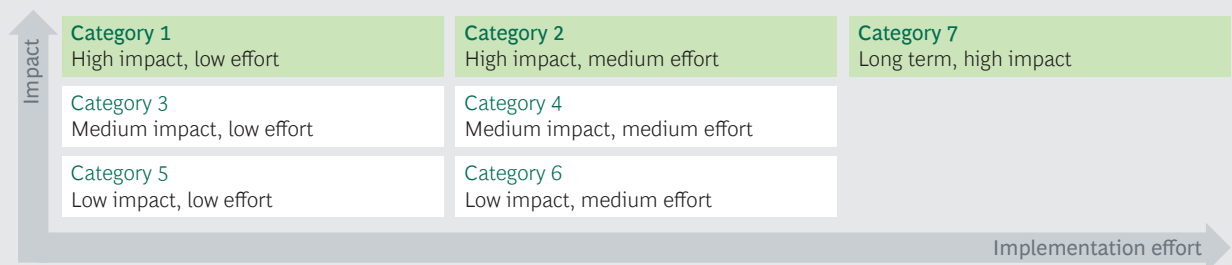 Impact
Category 1
High impact, low effort
Category 2
High impact, medium effort
Category 7
Long term, high impact
Category 3
Medium impact, low effort
Category 4
Medium impact, medium effort
Category 5
Low impact, low effort
Category 6
Low impact, medium effort
Implementation effort